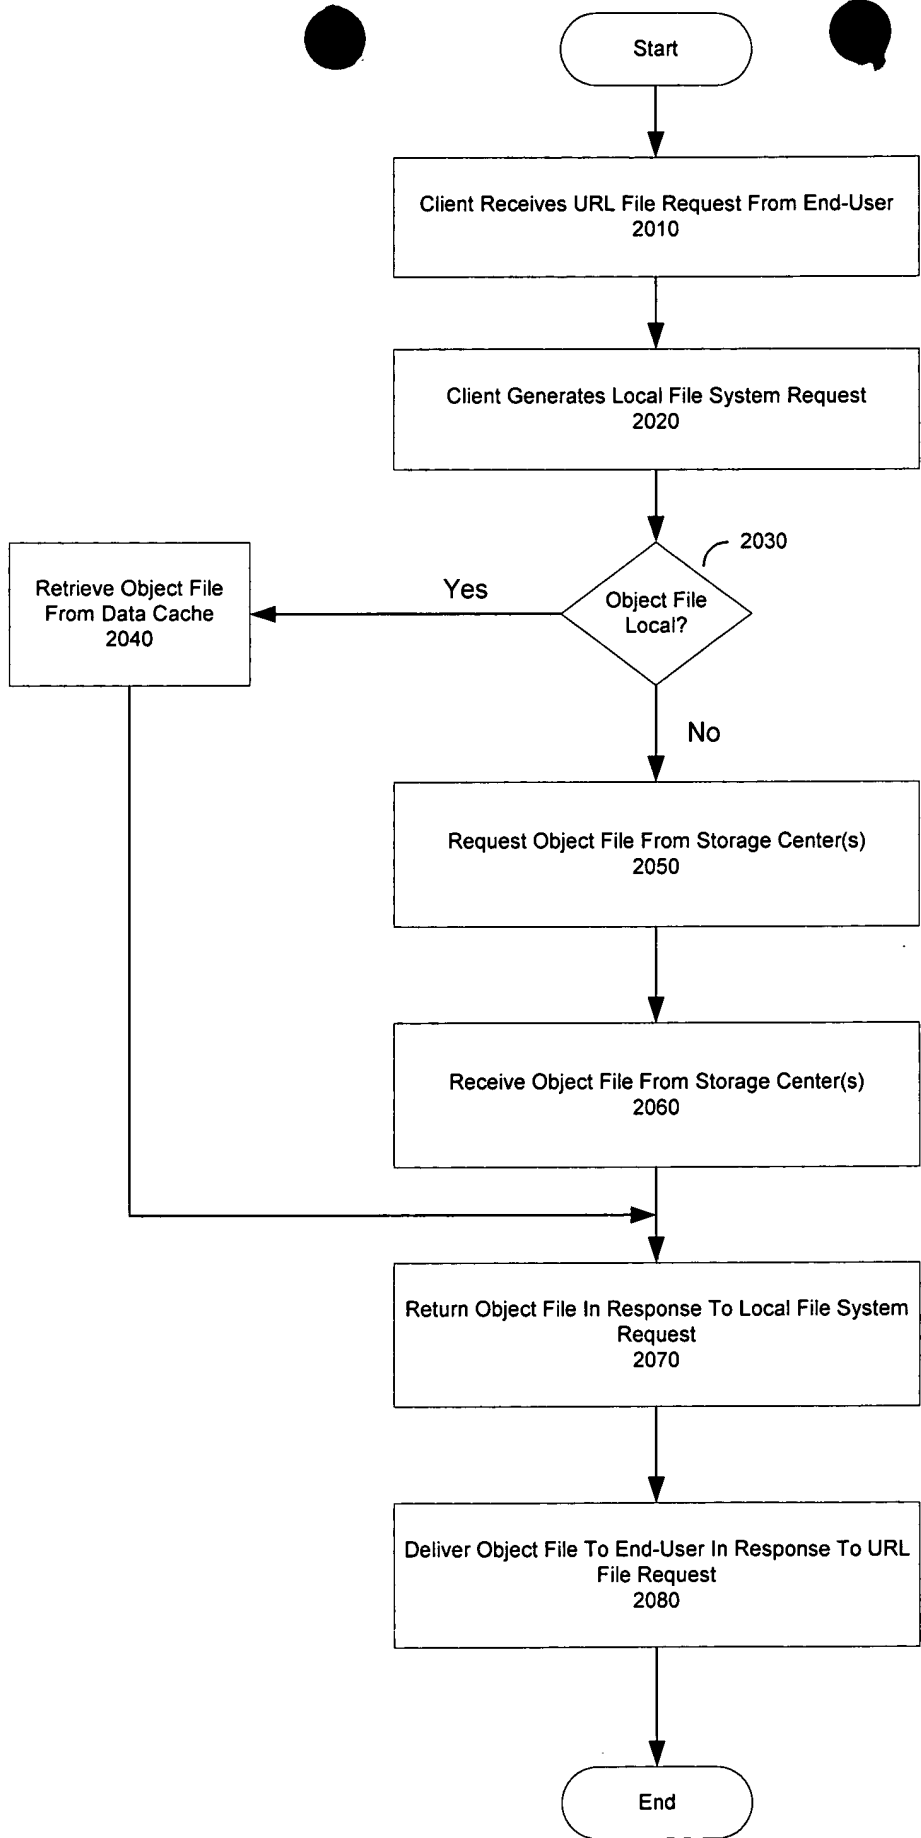 Start
Client Receives URL File Request From End-User
2010
Client Generates Local File System Request
2020
2030
Object File
Local?
Yes
Retrieve Object File
From Data Cache
2040
No
Request Object File From Storage Center(s)
2050
Receive Object File From Storage Center(s)
2060
Return Object File In Response To Local File System
Request
2070
Deliver Object File To End-User In Response To URL
File Request
2080
End